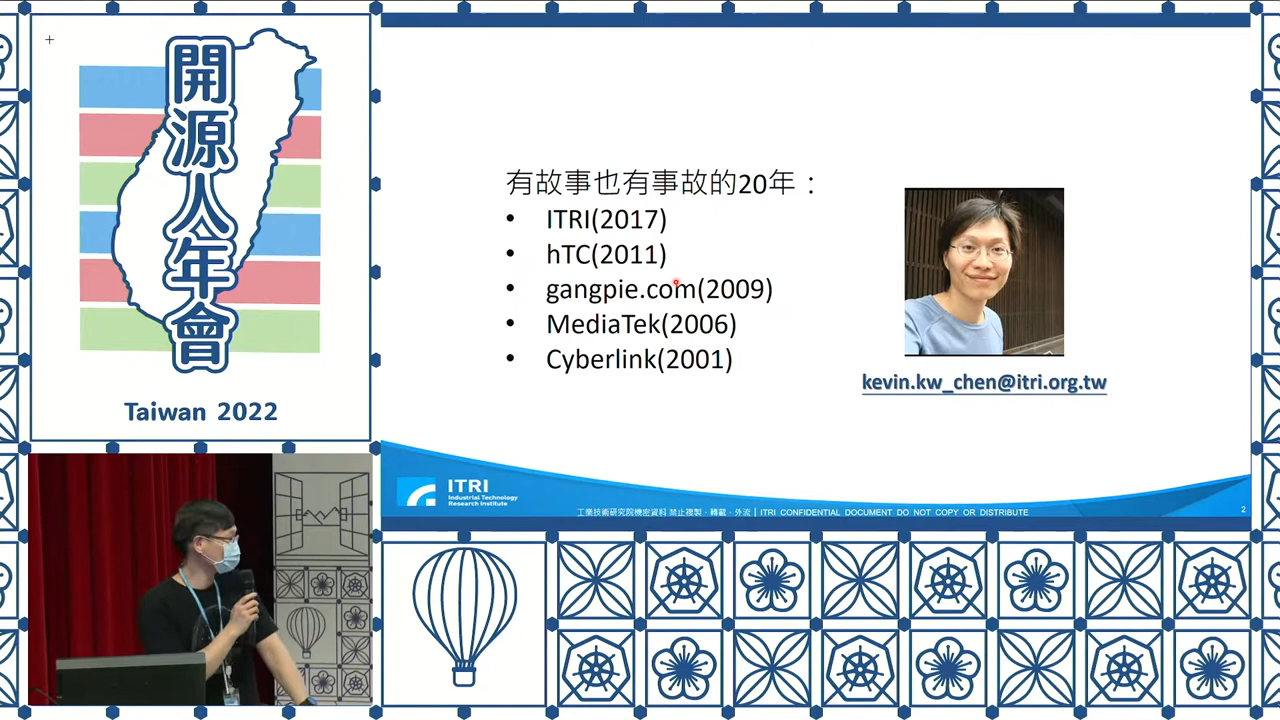 開源人年會
Taiwan 2022
有故事也有事故的20年：
• ITRI(2017)
• hTC(2011)
• gangpie.com(2009)
• MediaTek(2006)
• Cyberlink(2001)
kevin.kw_chen@itri.org.tw
ITRI
Industrial Technology
Research Institute
工業技術研究院機密資料 禁止複製、轉載、外流 | ITRI CONFIDENTIAL DOCUMENT DO NOT COPY OR DISTRIBUTE
2